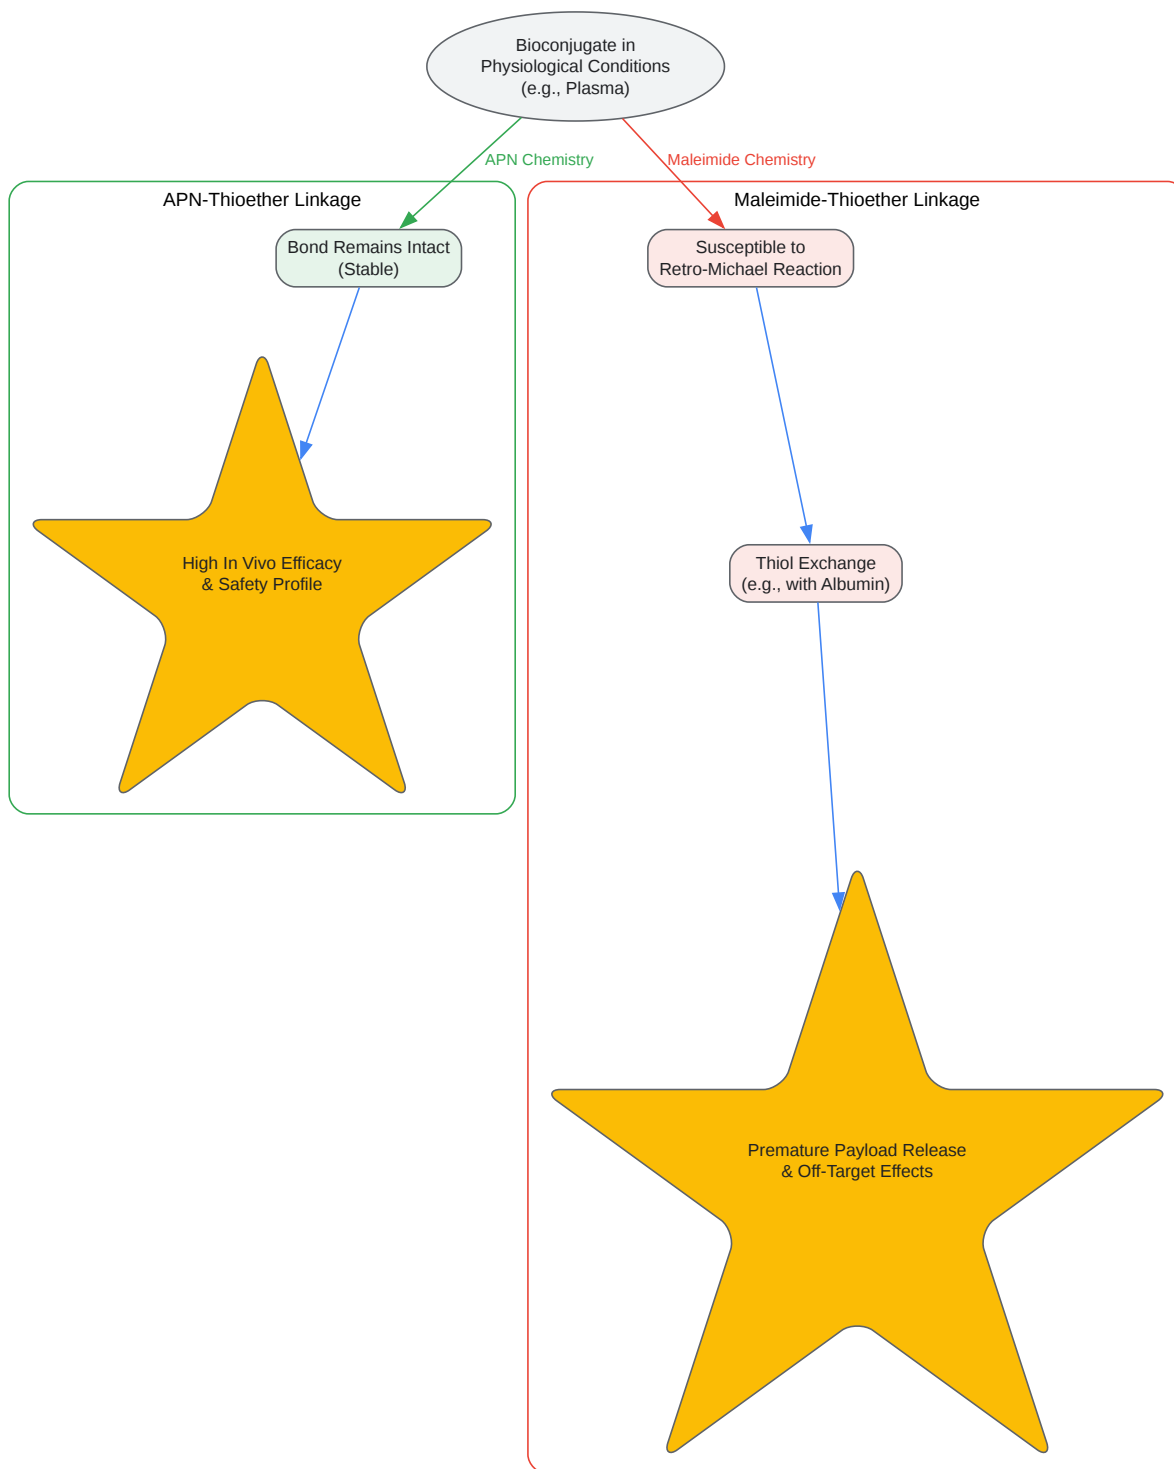 Bioconjugate in
Physiological Conditions
(e.g., Plasma)
APN Chemistry
Maleimide Chemistry
APN-Thioether Linkage
Maleimide-Thioether Linkage
Bond Remains Intact
(Stable)
Susceptible to
Retro-Michael Reaction
High In Vivo Efficacy
& Safety Profile
Thiol Exchange
(e.g., with Albumin)
Premature Payload Release
& Off-Target Effects